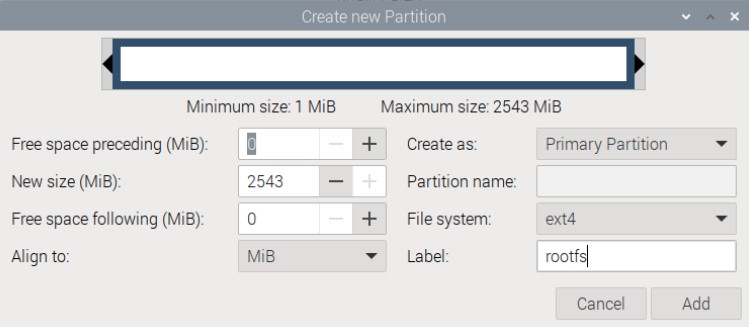 Create new Partition
Minimum size: 1 MiB Maximum size: 2543 MiB
Free space preceding (MiB): 0 Create as: Primary Partition
New size (MiB): 2543 Partition name:
Free space following (MiB): 0 File system: ext4
Align to: MiB Label: rootfs
Cancel Add